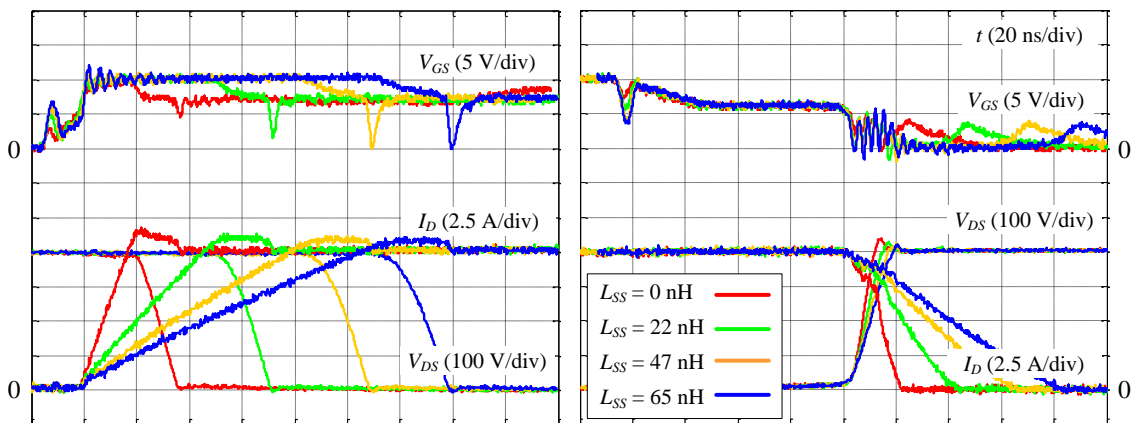 V_GS (5 V/div)
0
I_D (2.5 A/div)
V_DS (100 V/div)
0
t (20 ns/div)
V_GS (5 V/div)
0
V_DS (100 V/div)
L_SS = 0 nH
L_SS = 22 nH
L_SS = 47 nH
L_SS = 65 nH
I_D (2.5 A/div)
0